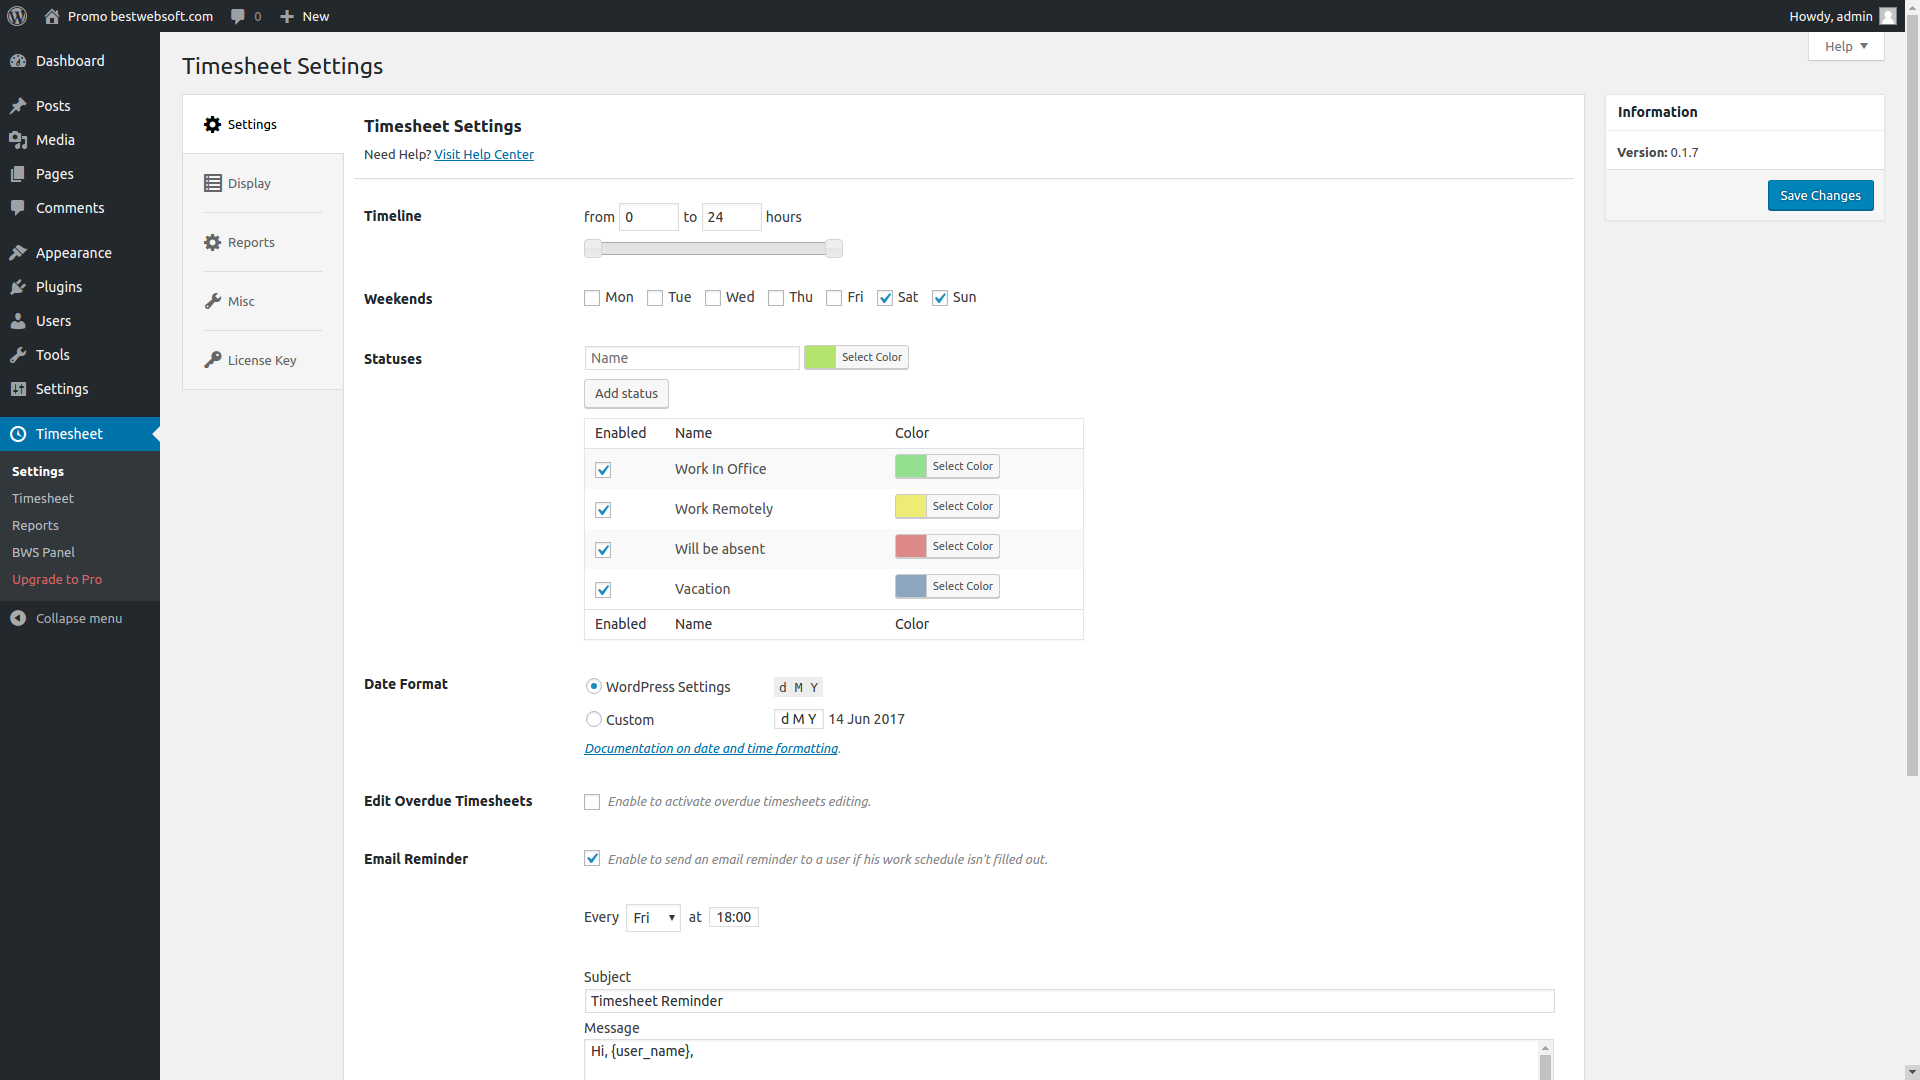 Promo bestwebsoft.com 0 New Howdy, admin
Help
Dashboard
Posts
Media
Pages
Comments
Appearance
Plugins
Users
Tools
Settings
Timesheet
Settings
Timesheet
Reports
BWS Panel
Upgrade to Pro
Collapse menu
Timesheet Settings
Settings
Display
Reports
Misc
License Key
Timesheet Settings
Need Help? Visit Help Center
Timeline from 0 to 24 hours
Weekends Mon Tue Wed Thu Fri Sat Sun
Statuses Name Select Color
Add status
Enabled Name Color
Work In Office Select Color
Work Remotely Select Color
Will be absent Select Color
Vacation Select Color
Enabled Name Color
Date Format WordPress Settings d M Y
Custom d M Y 14 Jun 2017
Documentation on date and time formatting.
Edit Overdue Timesheets Enable to activate overdue timesheets editing.
Email Reminder Enable to send an email reminder to a user if his work schedule isn't filled out.
Every Fri at 18:00
Subject
Timesheet Reminder
Message
Hi, {user_name},
Information
Version: 0.1.7
Save Changes